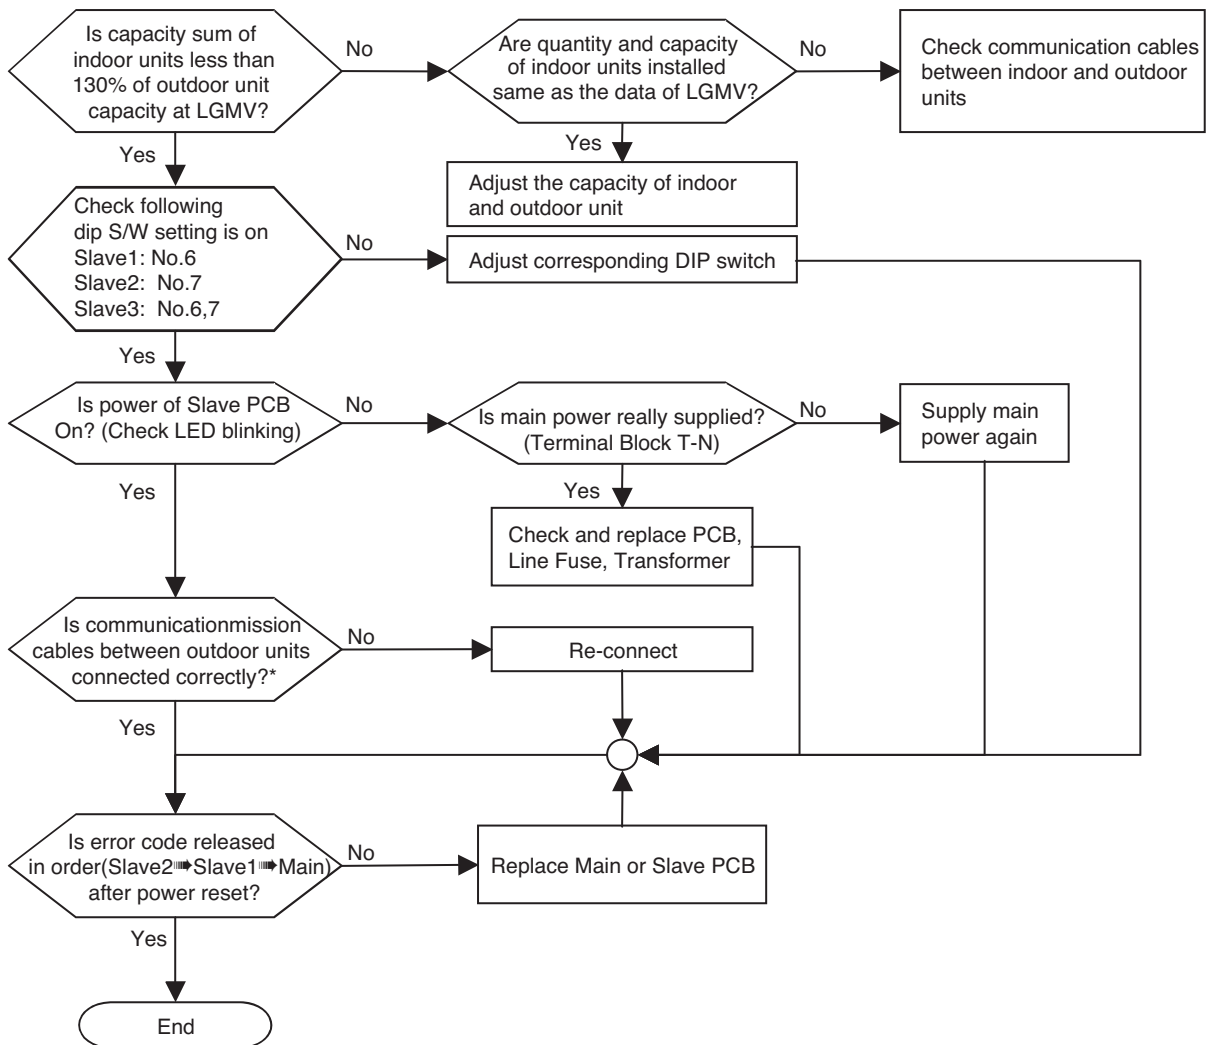 Is capacity sum of
indoor units less than
130% of outdoor unit
capacity at LGMV?
No
Are quantity and capacity
of indoor units installed
same as the data of LGMV?
No
Check communication cables
between indoor and outdoor
units
Yes
Yes
Adjust the capacity of indoor
and outdoor unit
Check following
dip S/W setting is on
Slave1: No.6
Slave2: No.7
Slave3: No.6,7
No
Adjust corresponding DIP switch
Yes
Is power of Slave PCB
On? (Check LED blinking)
No
Is main power really supplied?
(Terminal Block T-N)
No
Supply main
power again
Yes
Yes
Check and replace PCB,
Line Fuse, Transformer
Is communicationmission
cables between outdoor units
connected correctly?*
No
Re-connect
Yes
Is error code released
in order(Slave2➠Slave1➠Main)
after power reset?
No
Replace Main or Slave PCB
Yes
End